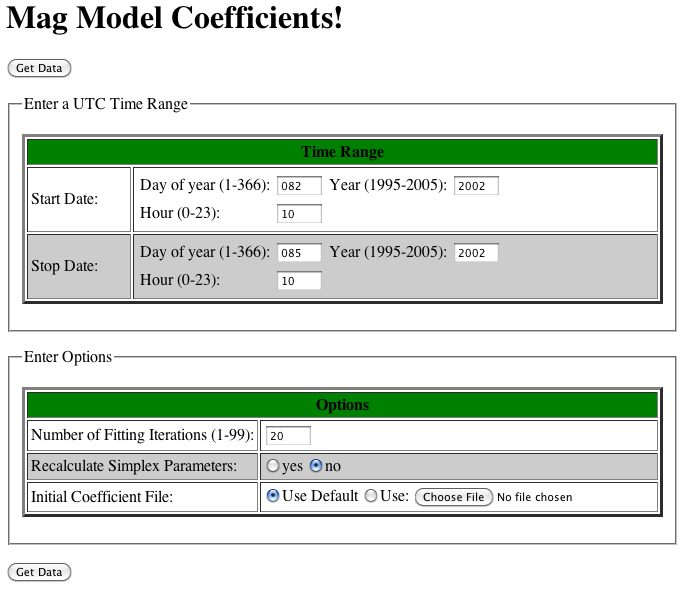 Mag Model Coefficients!
Get Data
Enter a UTC Time Range
Time Range
Start Date: Day of year (1-366): 082 Year (1995-2005): 2002
Hour (0-23): 10
Stop Date: Day of year (1-366): 085 Year (1995-2005): 2002
Hour (0-23): 10
Enter Options
Options
Number of Fitting Iterations (1-99): 20
Recalculate Simplex Parameters: yes no
Initial Coefficient File: Use Default Use: Choose File No file chosen
Get Data